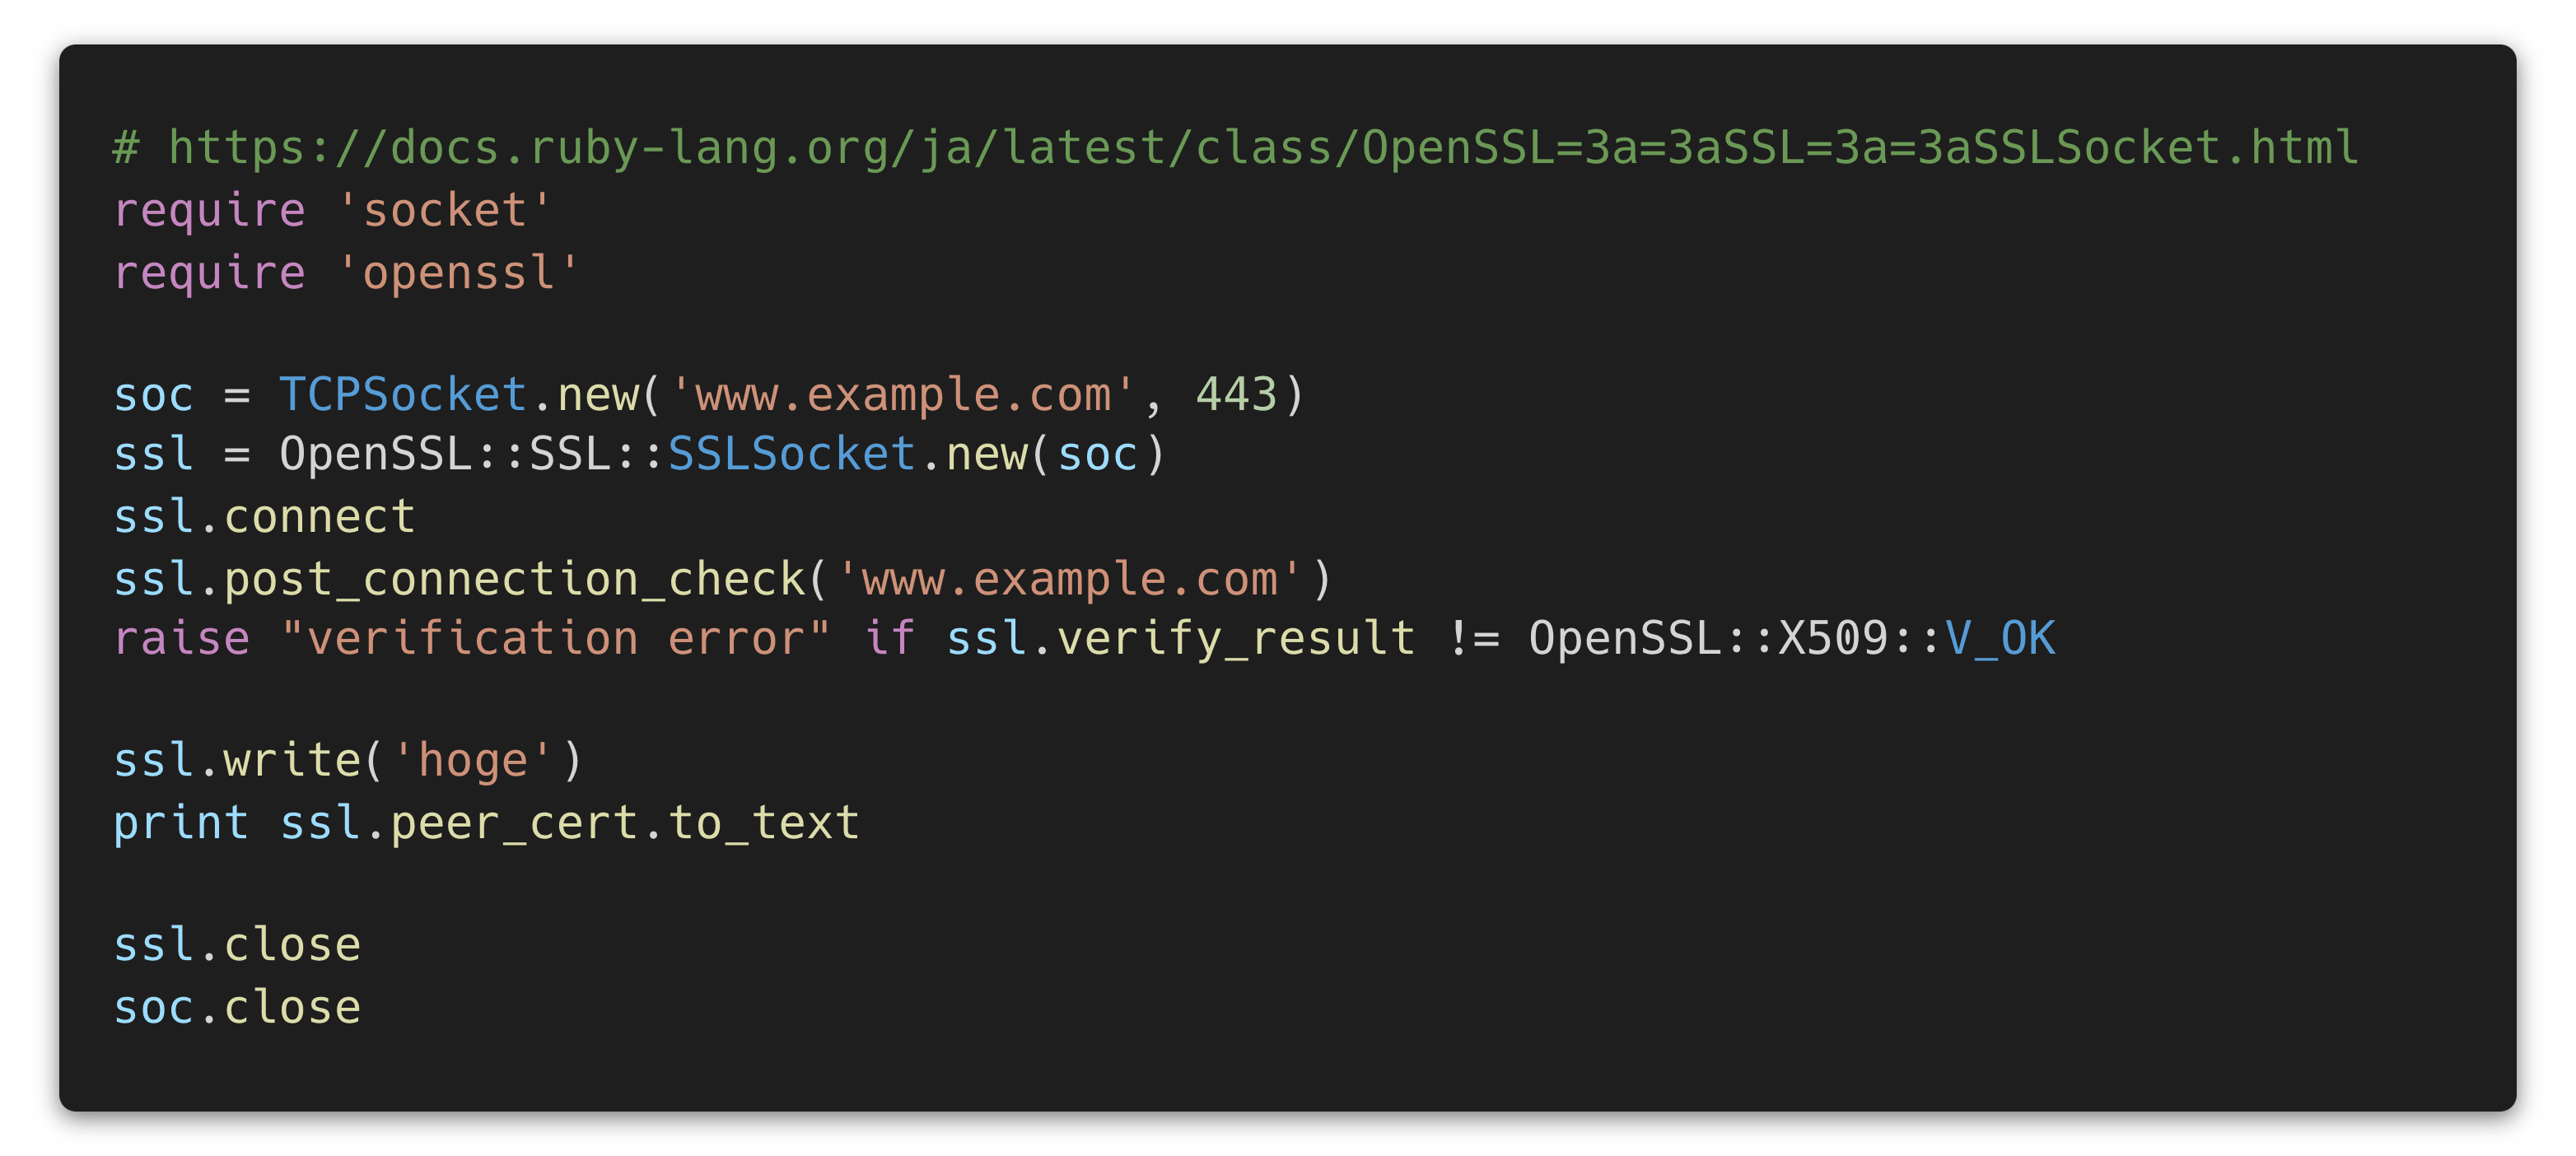 # https://docs.ruby-lang.org/ja/latest/class/OpenSSL=3a=3aSSL=3a=3aSSLSocket.html
require 'socket'
require 'openssl'

soc = TCPSocket.new('www.example.com', 443)
ssl = OpenSSL::SSL::SSLSocket.new(soc)
ssl.connect
ssl.post_connection_check('www.example.com')
raise "verification error" if ssl.verify_result != OpenSSL::X509::V_OK

ssl.write('hoge')
print ssl.peer_cert.to_text

ssl.close
soc.close